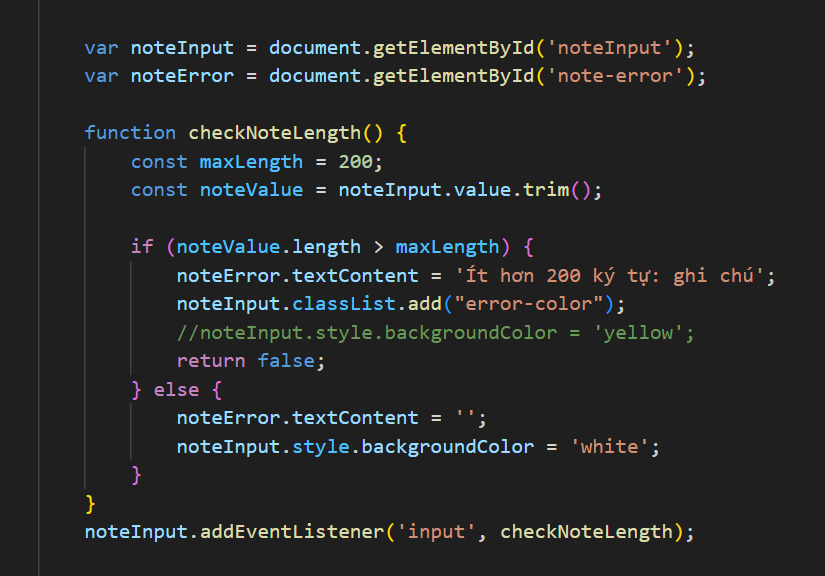 var noteInput = document.getElementById('noteInput');
var noteError = document.getElementById('note-error');
function checkNoteLength() {
const maxLength = 200;
const noteValue = noteInput.value.trim();
if (noteValue.length > maxLength) {
noteError.textContent = 'Ít hơn 200 ký tự: ghi chú';
noteInput.classList.add("error-color");
//noteInput.style.backgroundColor = 'yellow';
return false;
} else {
noteError.textContent = '';
noteInput.style.backgroundColor = 'white';
}
}
noteInput.addEventListener('input', checkNoteLength);